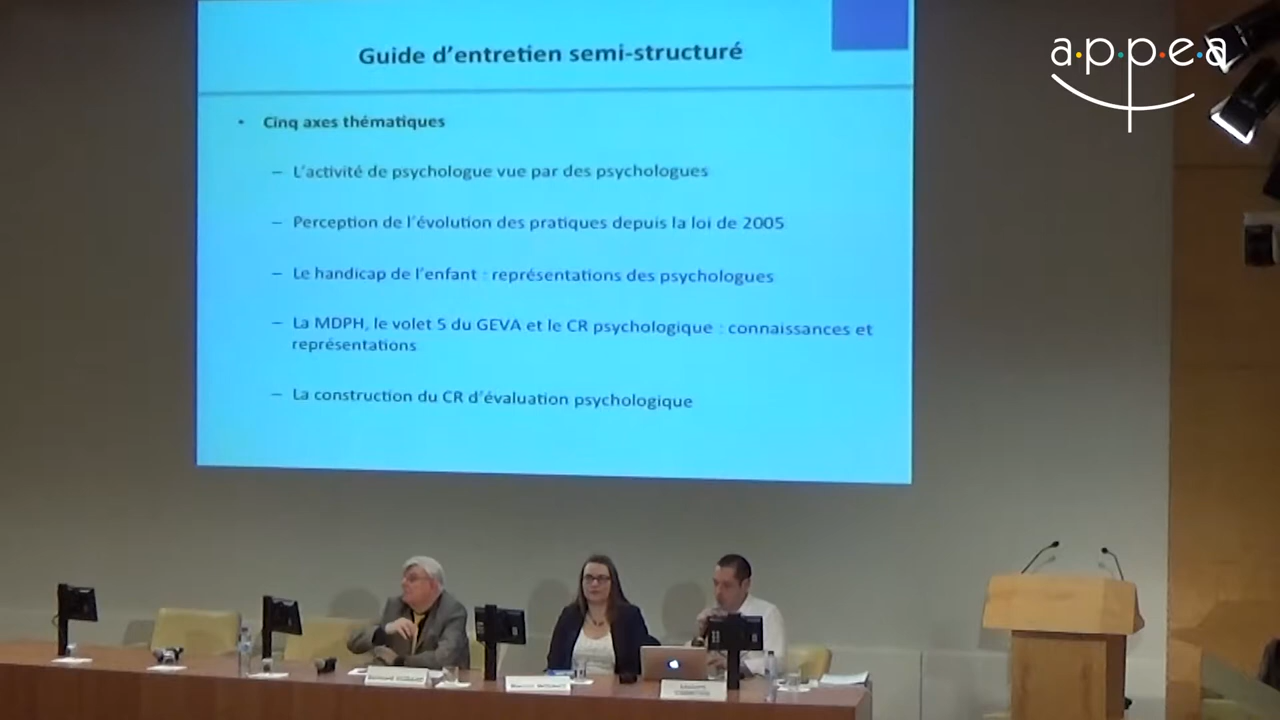 a.p.p.e.a
Guide d'entretien semi-structuré
• Cinq axes thématiques
– L'activité de psychologue vue par des psychologues
– Perception de l'évolution des pratiques depuis la loi de 2005
– Le handicap de l'enfant : représentations des psychologues
– La MDPH, le volet 5 du GEVA et le CR psychologique : connaissances et
représentations
– La construction du CR d'évaluation psychologique